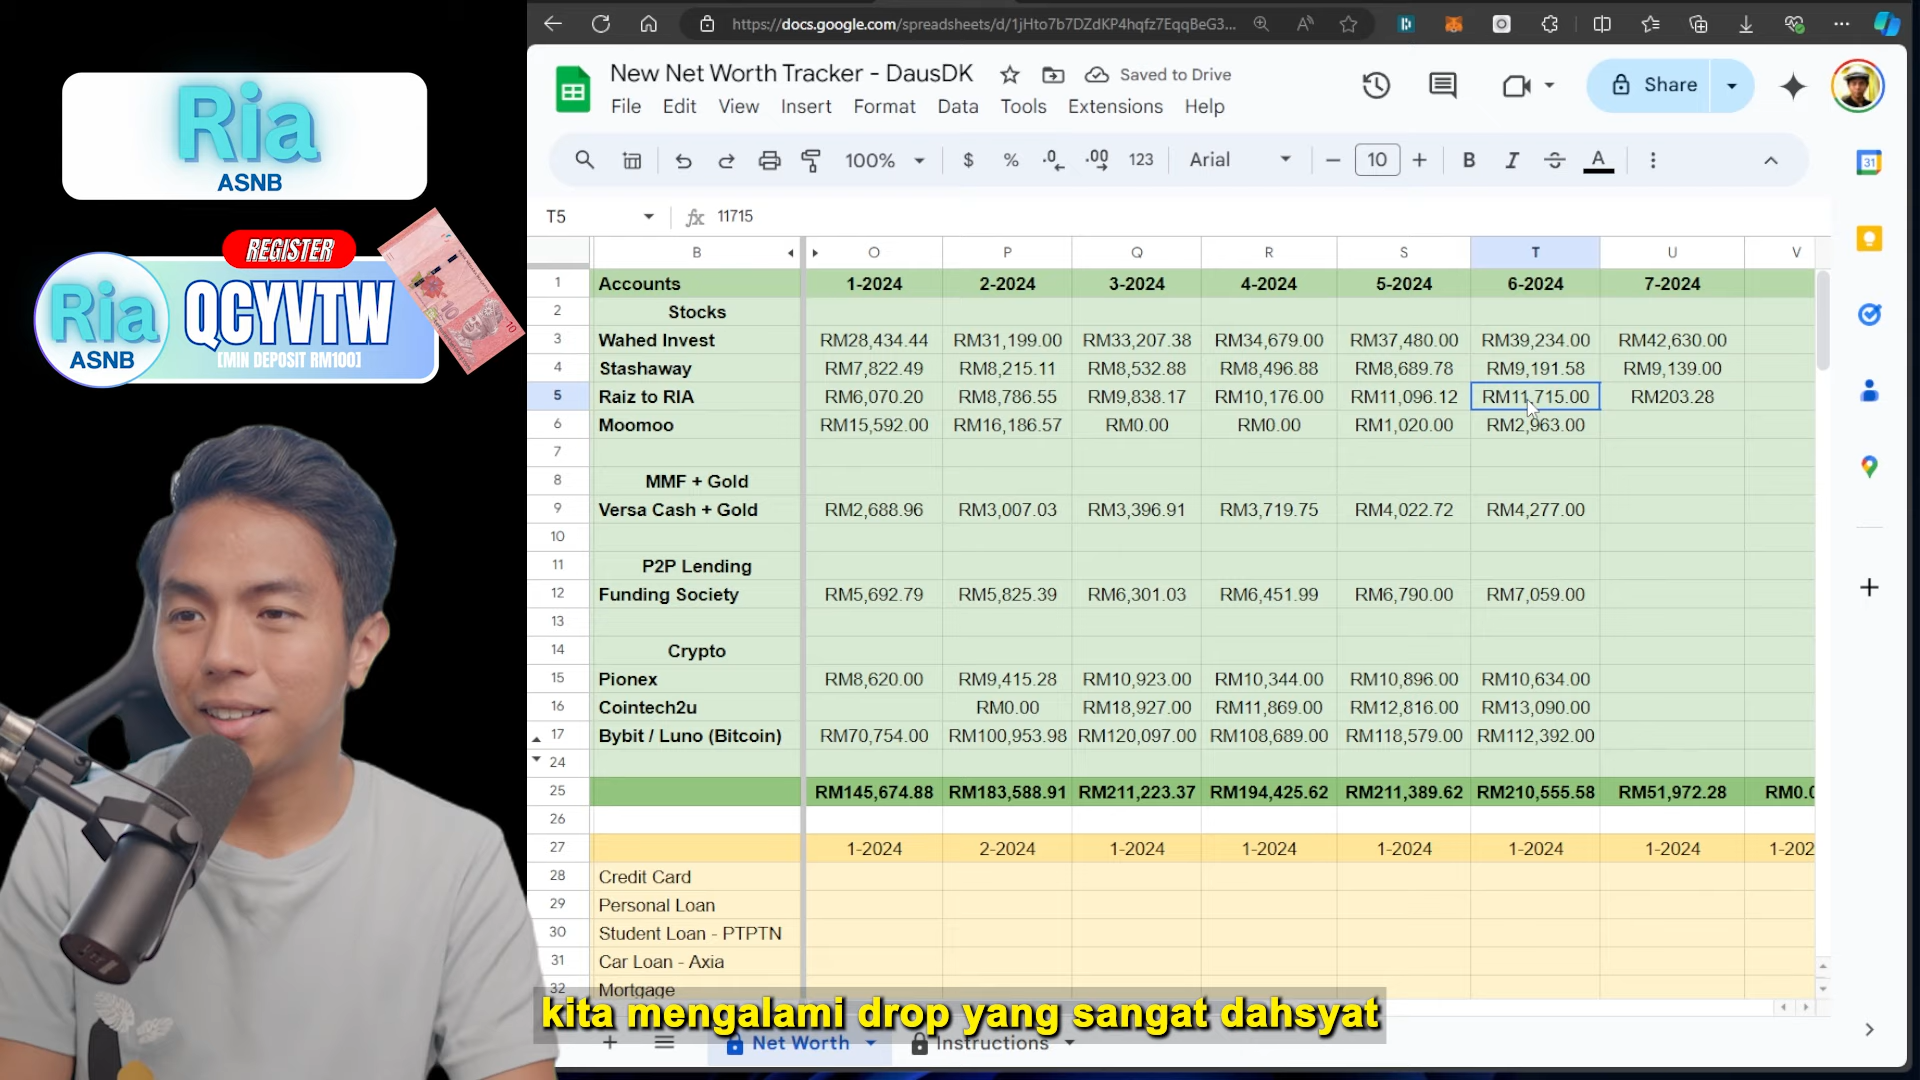 Ria
ASNB
REGISTER
Ria
ASNB
QCYVTW
[MIN DEPOSIT RM100]
10
10
https://docs.google.com/spreadsheets/d/1jHto7b7DZdKP4hqfz7EqqBeG3...
New Net Worth Tracker - DausDK
Saved to Drive
File Edit View Insert Format Data Tools Extensions Help
Share
100% $ % .0 .00 123 Arial 10 B I A
31
T5 fx 11715
B O P Q R S T U V
1 Accounts 1-2024 2-2024 3-2024 4-2024 5-2024 6-2024 7-2024
2 Stocks
3 Wahed Invest RM28,434.44 RM31,199.00 RM33,207.38 RM34,679.00 RM37,480.00 RM39,234.00 RM42,630.00
4 Stashaway RM7,822.49 RM8,215.11 RM8,532.88 RM8,496.88 RM8,689.78 RM9,191.58 RM9,139.00
5 Raiz to RIA RM6,070.20 RM8,786.55 RM9,838.17 RM10,176.00 RM11,096.12 RM11,715.00 RM203.28
6 Moomoo RM15,592.00 RM16,186.57 RM0.00 RM0.00 RM1,020.00 RM2,963.00
7
8 MMF + Gold
9 Versa Cash + Gold RM2,688.96 RM3,007.03 RM3,396.91 RM3,719.75 RM4,022.72 RM4,277.00
10
11 P2P Lending
12 Funding Society RM5,692.79 RM5,825.39 RM6,301.03 RM6,451.99 RM6,790.00 RM7,059.00
13
14 Crypto
15 Pionex RM8,620.00 RM9,415.28 RM10,923.00 RM10,344.00 RM10,896.00 RM10,634.00
16 Cointech2u RM0.00 RM18,927.00 RM11,869.00 RM12,816.00 RM13,090.00
17 Bybit / Luno (Bitcoin) RM70,754.00 RM100,953.98 RM120,097.00 RM108,689.00 RM118,579.00 RM112,392.00
24
25 RM145,674.88 RM183,588.91 RM211,223.37 RM194,425.62 RM211,389.62 RM210,555.58 RM51,972.28 RM0.0
26
27 1-2024 1-2024 1-2024 1-2024 1-2024 1-2024 1-2024 1-202
28 Credit Card
29 Personal Loan
30 Student Loan - PTPTN
31 Car Loan - Axia
32 Mortgage
kita mengalami drop yang sangat dahsyat
Net Worth Instructions